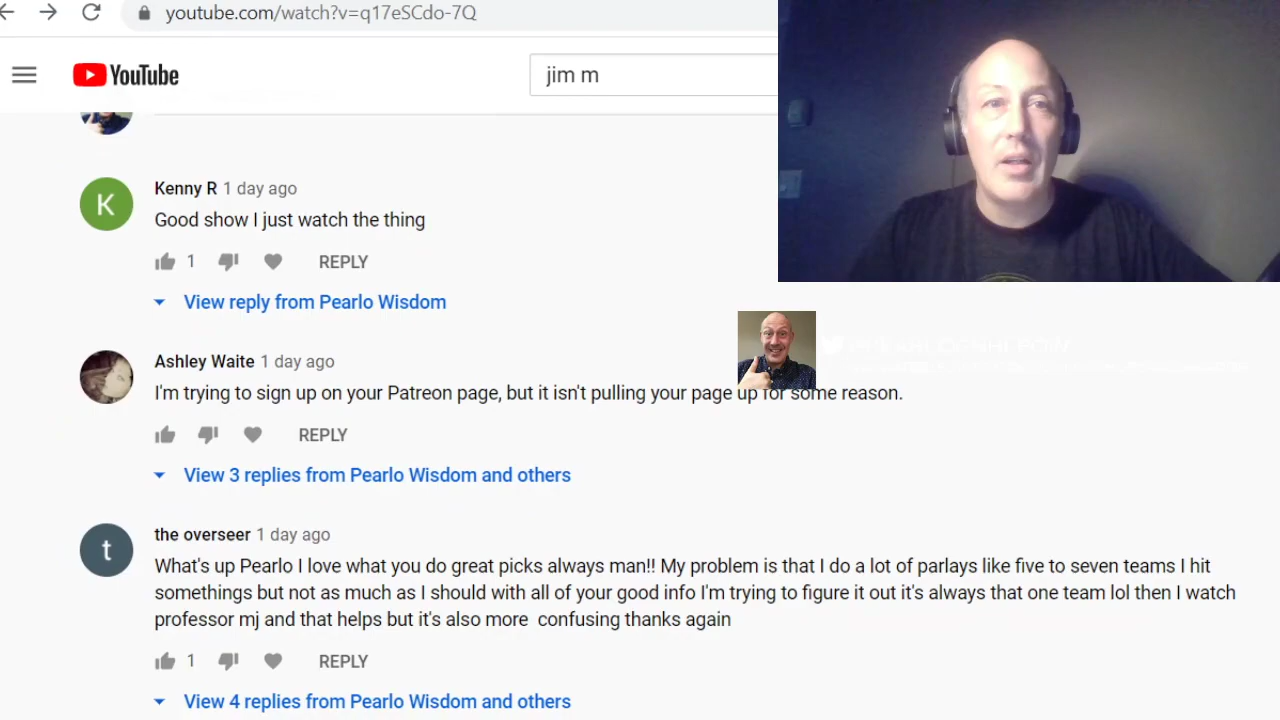 youtube.com/watch?v=q17eSCdo-7Q
YouTube
jim m
Kenny R 1 day ago
K
Good show I just watch the thing
1
REPLY
View reply from Pearlo Wisdom
Ashley Waite 1 day ago
I'm trying to sign up on your Patreon page, but it isn't pulling your page up for some reason.
REPLY
View 3 replies from Pearlo Wisdom and others
the overseer 1 day ago
t
What's up Pearlo I love what you do great picks always man!! My problem is that I do a lot of parlays like five to seven teams I hit
somethings but not as much as I should with all of your good info I'm trying to figure it out it's always that one team lol then I watch
professor mj and that helps but it's also more  confusing thanks again
1
REPLY
View 4 replies from Pearlo Wisdom and others